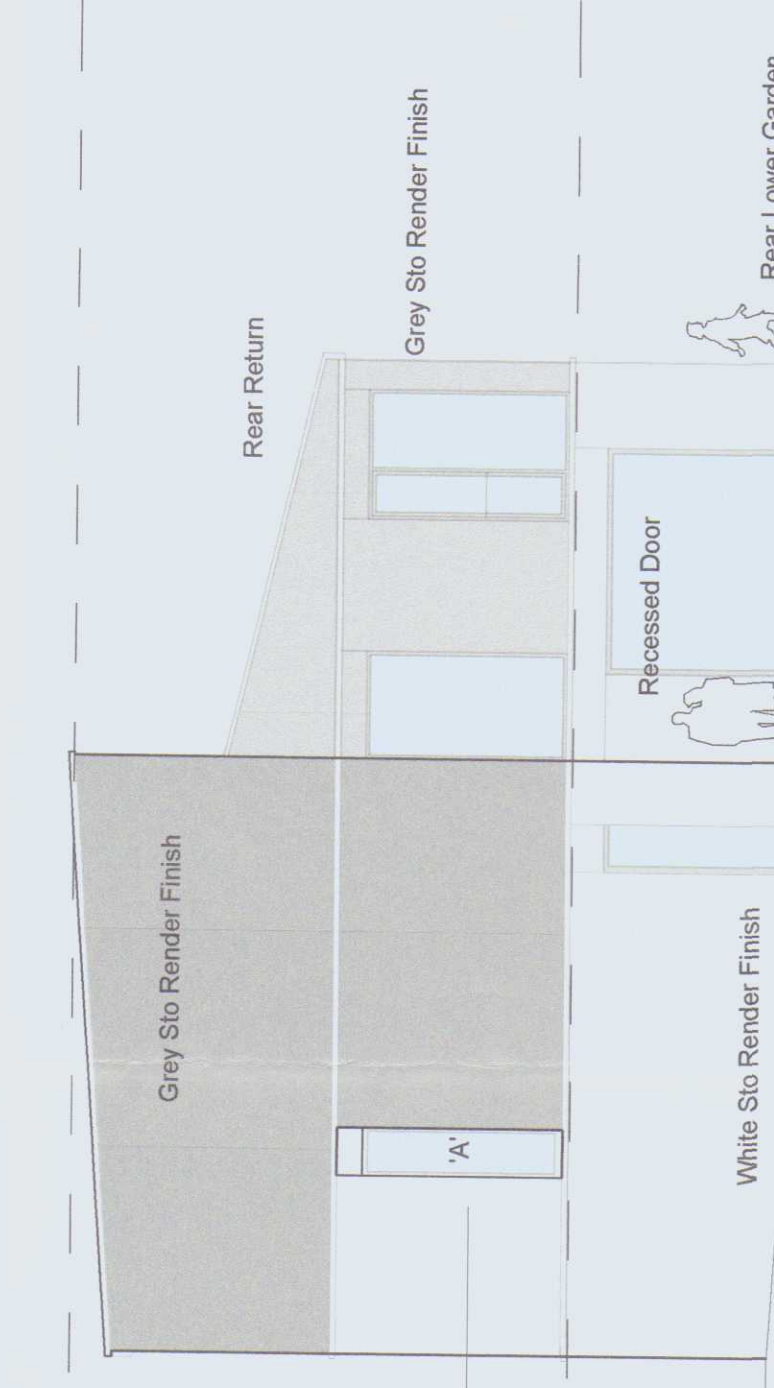 Grey Sto Render Finish
Rear Return
Grey Sto Render Finish
'A'
Recessed Door
White Sto Render Finish
Rear Lower Garden